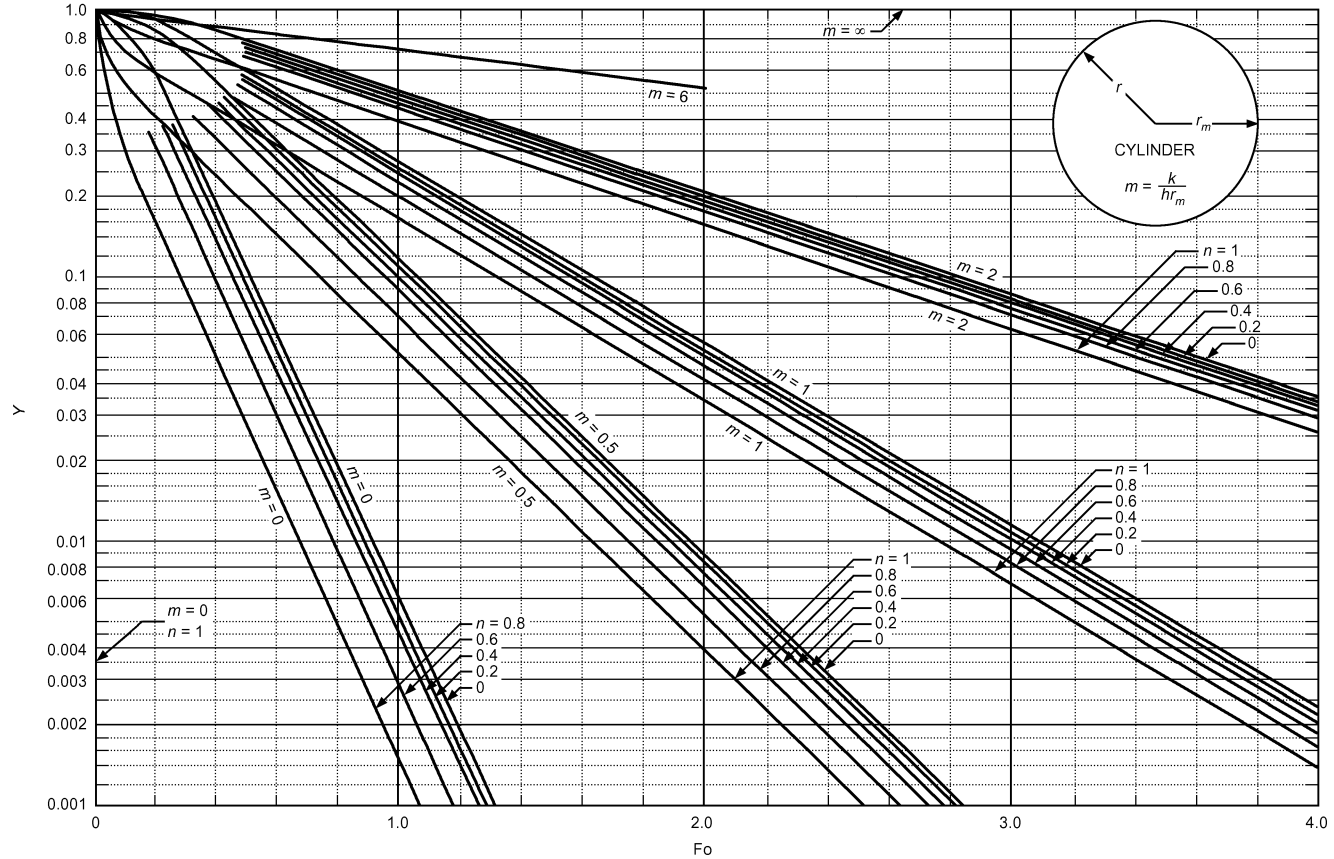 1.0
0.8
0.6
0.4
0.3
0.2
0.1
0.08
0.06
0.04
0.03
0.02
0.01
0.008
0.006
0.004
0.003
0.002
0.001
Y
0
1.0
2.0
3.0
4.0
Fo
m = ∞
m = 6
r
r_m
CYLINDER
m = k/hr_m
m = 2
m = 2
n = 1
0.8
0.6
0.4
0.2
0
m = 1
m = 1
n = 1
0.8
0.6
0.4
0.2
0
m = 0.5
m = 0.5
n = 1
0.8
0.6
0.4
0.2
0
m = 0
m = 0
n = 0.8
0.6
0.4
0.2
0
m = 0
n = 1